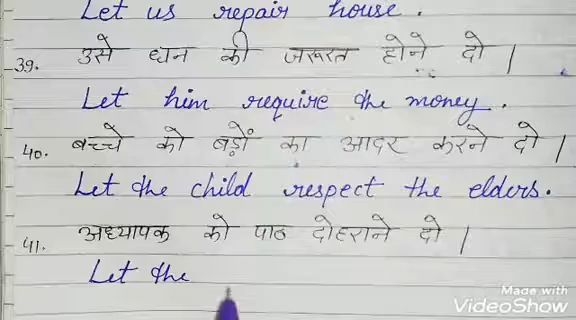 Let us repair house.
39. उसे धन की जरूरत होने दो |
Let him require the money.
40. बच्चे को बड़ों का आदर करने दो |
Let the child respect the elders.
41. अध्यापक को पाठ दोहराने दो |
Let the
Made with
VideoShow